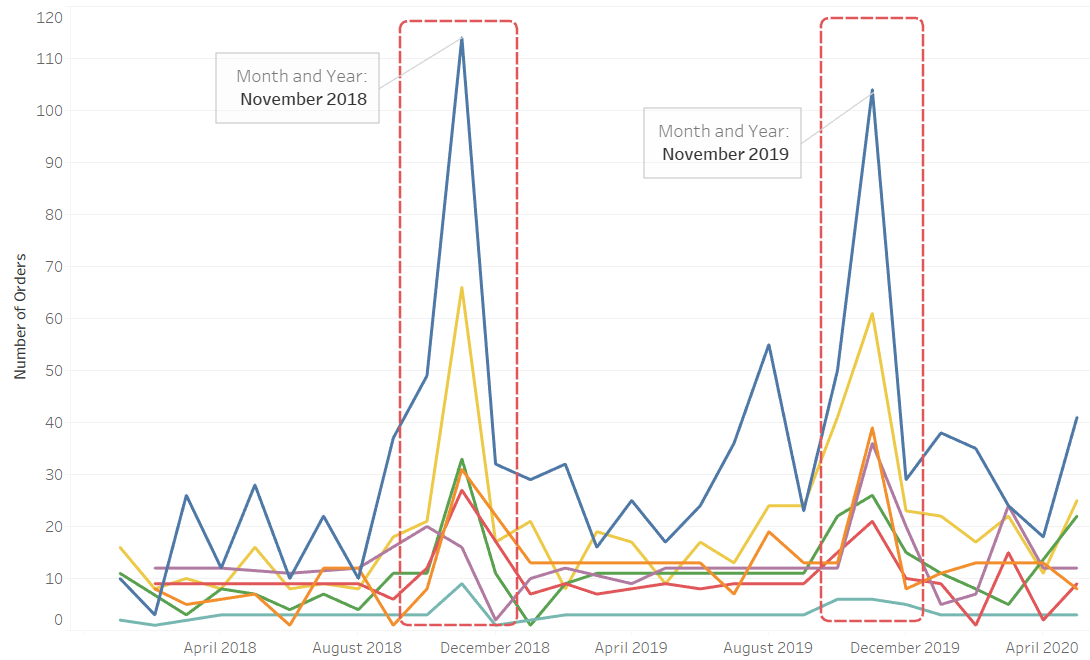 120
110
100
90
80
70
60
50
40
30
20
10
0
Number of Orders
Month and Year:
November 2018
Month and Year:
November 2019
April 2018
August 2018
December 2018
April 2019
August 2019
December 2019
April 2020